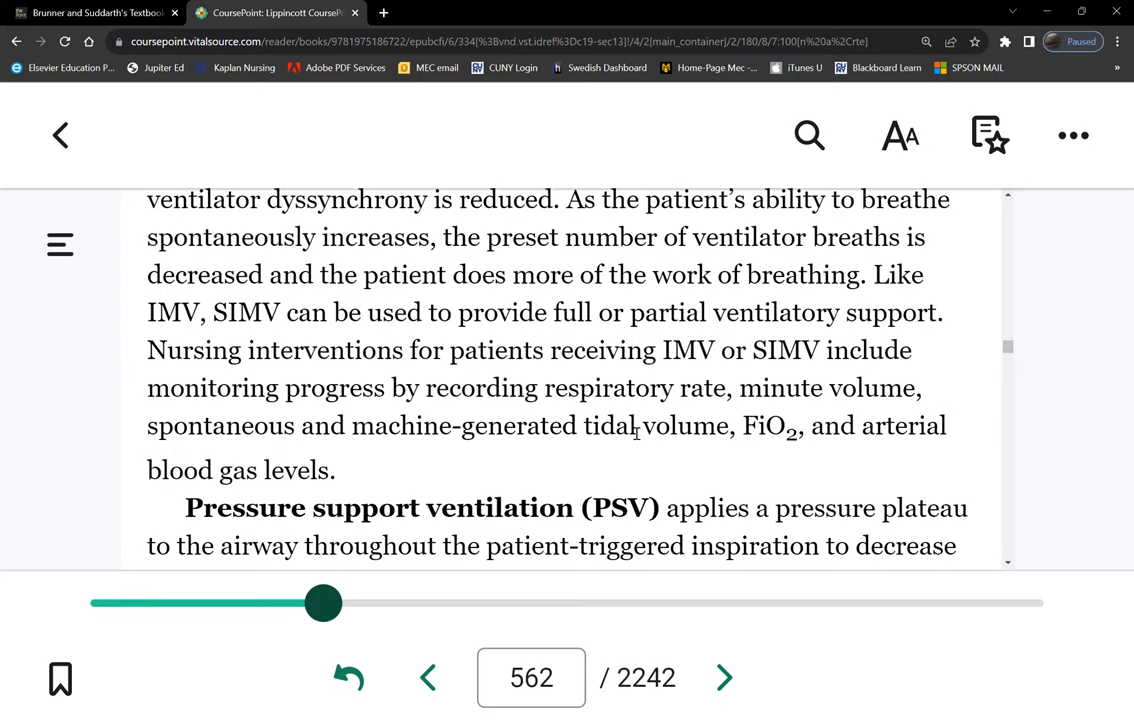 Brunner and Suddarth's Textbook
CoursePoint: Lippincott CoursePo
coursepoint.vitalsource.com/reader/books/9781975186722/epubcfi/6/334[%3Bvnd.vst.idref%3Dc19-sec13]!/4/2[main_container]/2/180/8/7:100[n%20a%2Crte]
Paused
Elsevier Education P...
Jupiter Ed
Kaplan Nursing
Adobe PDF Services
MEC email
CUNY Login
Swedish Dashboard
Home-Page Mec -...
iTunes U
Blackboard Learn
SPSON MAIL
»
AA
ventilator dyssynchrony is reduced. As the patient’s ability to breathe
spontaneously increases, the preset number of ventilator breaths is
decreased and the patient does more of the work of breathing. Like
IMV, SIMV can be used to provide full or partial ventilatory support.
Nursing interventions for patients receiving IMV or SIMV include
monitoring progress by recording respiratory rate, minute volume,
spontaneous and machine-generated tidal volume, FiO₂, and arterial
blood gas levels.
Pressure support ventilation (PSV) applies a pressure plateau
to the airway throughout the patient-triggered inspiration to decrease
562 / 2242